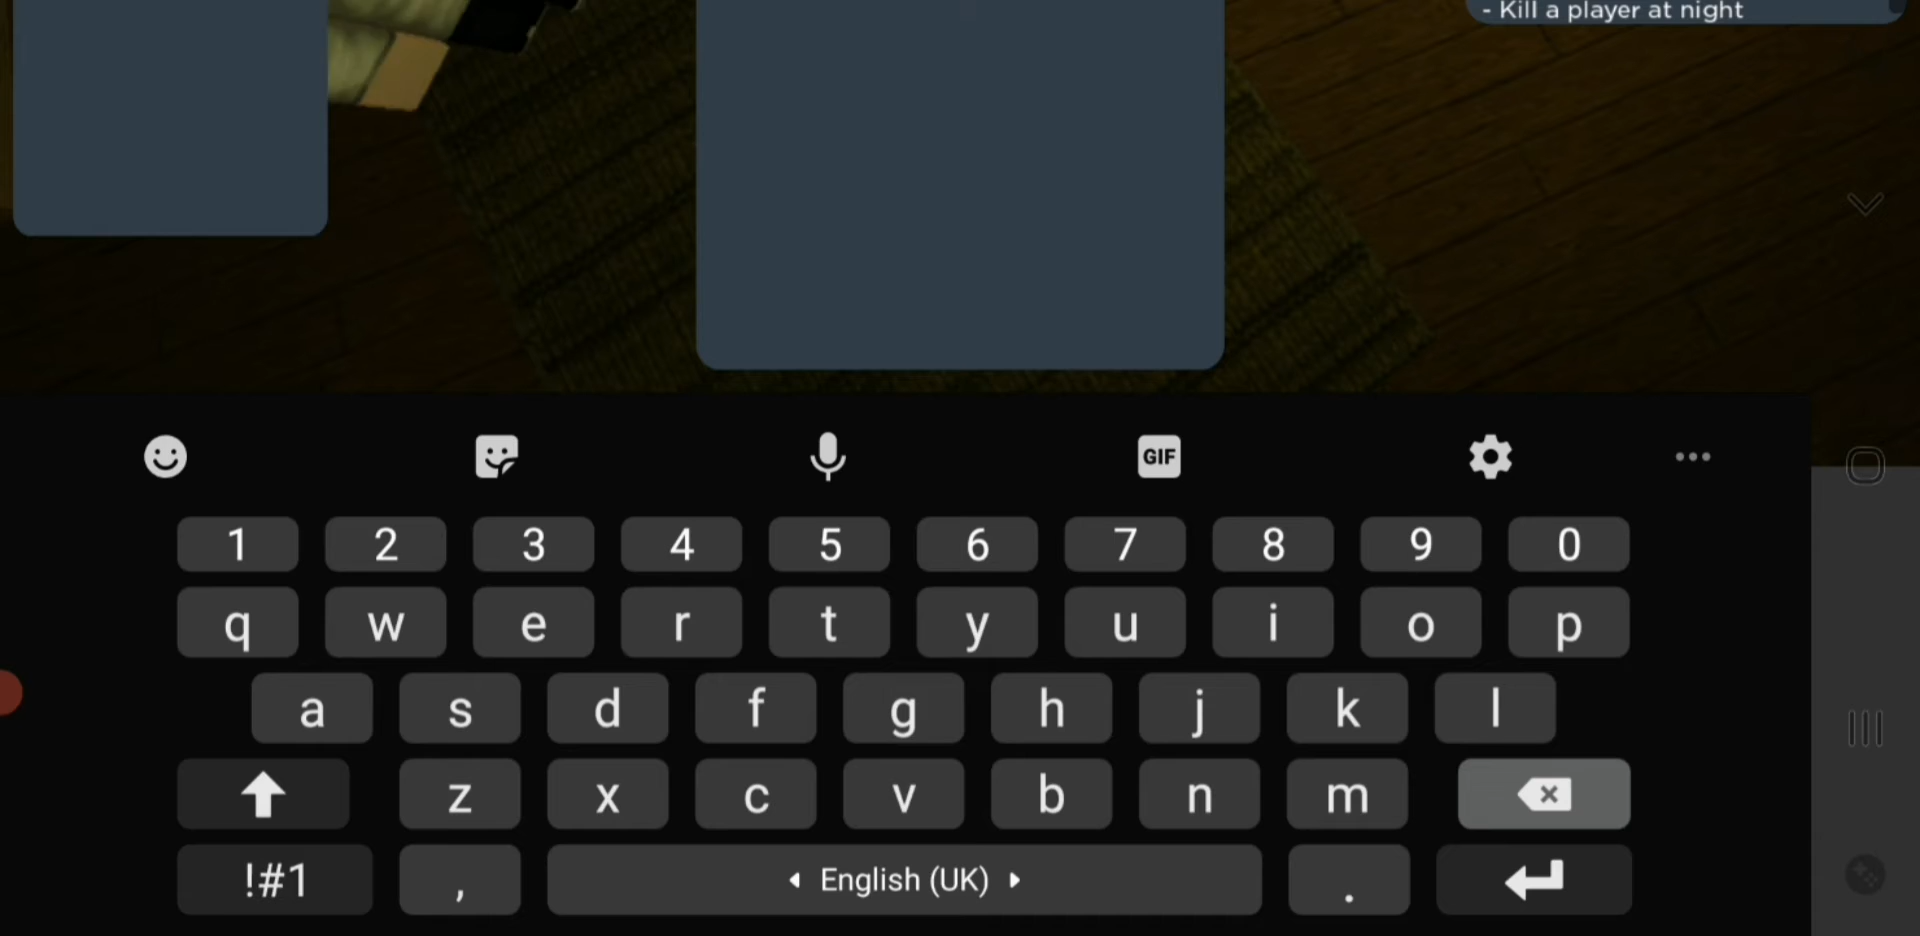 - Kill a player at night
GIF
1 2 3 4 5 6 7 8 9 0
q w e r t y u i o p
a s d f g h j k l
z x c v b n m
!#1 , English (UK) .